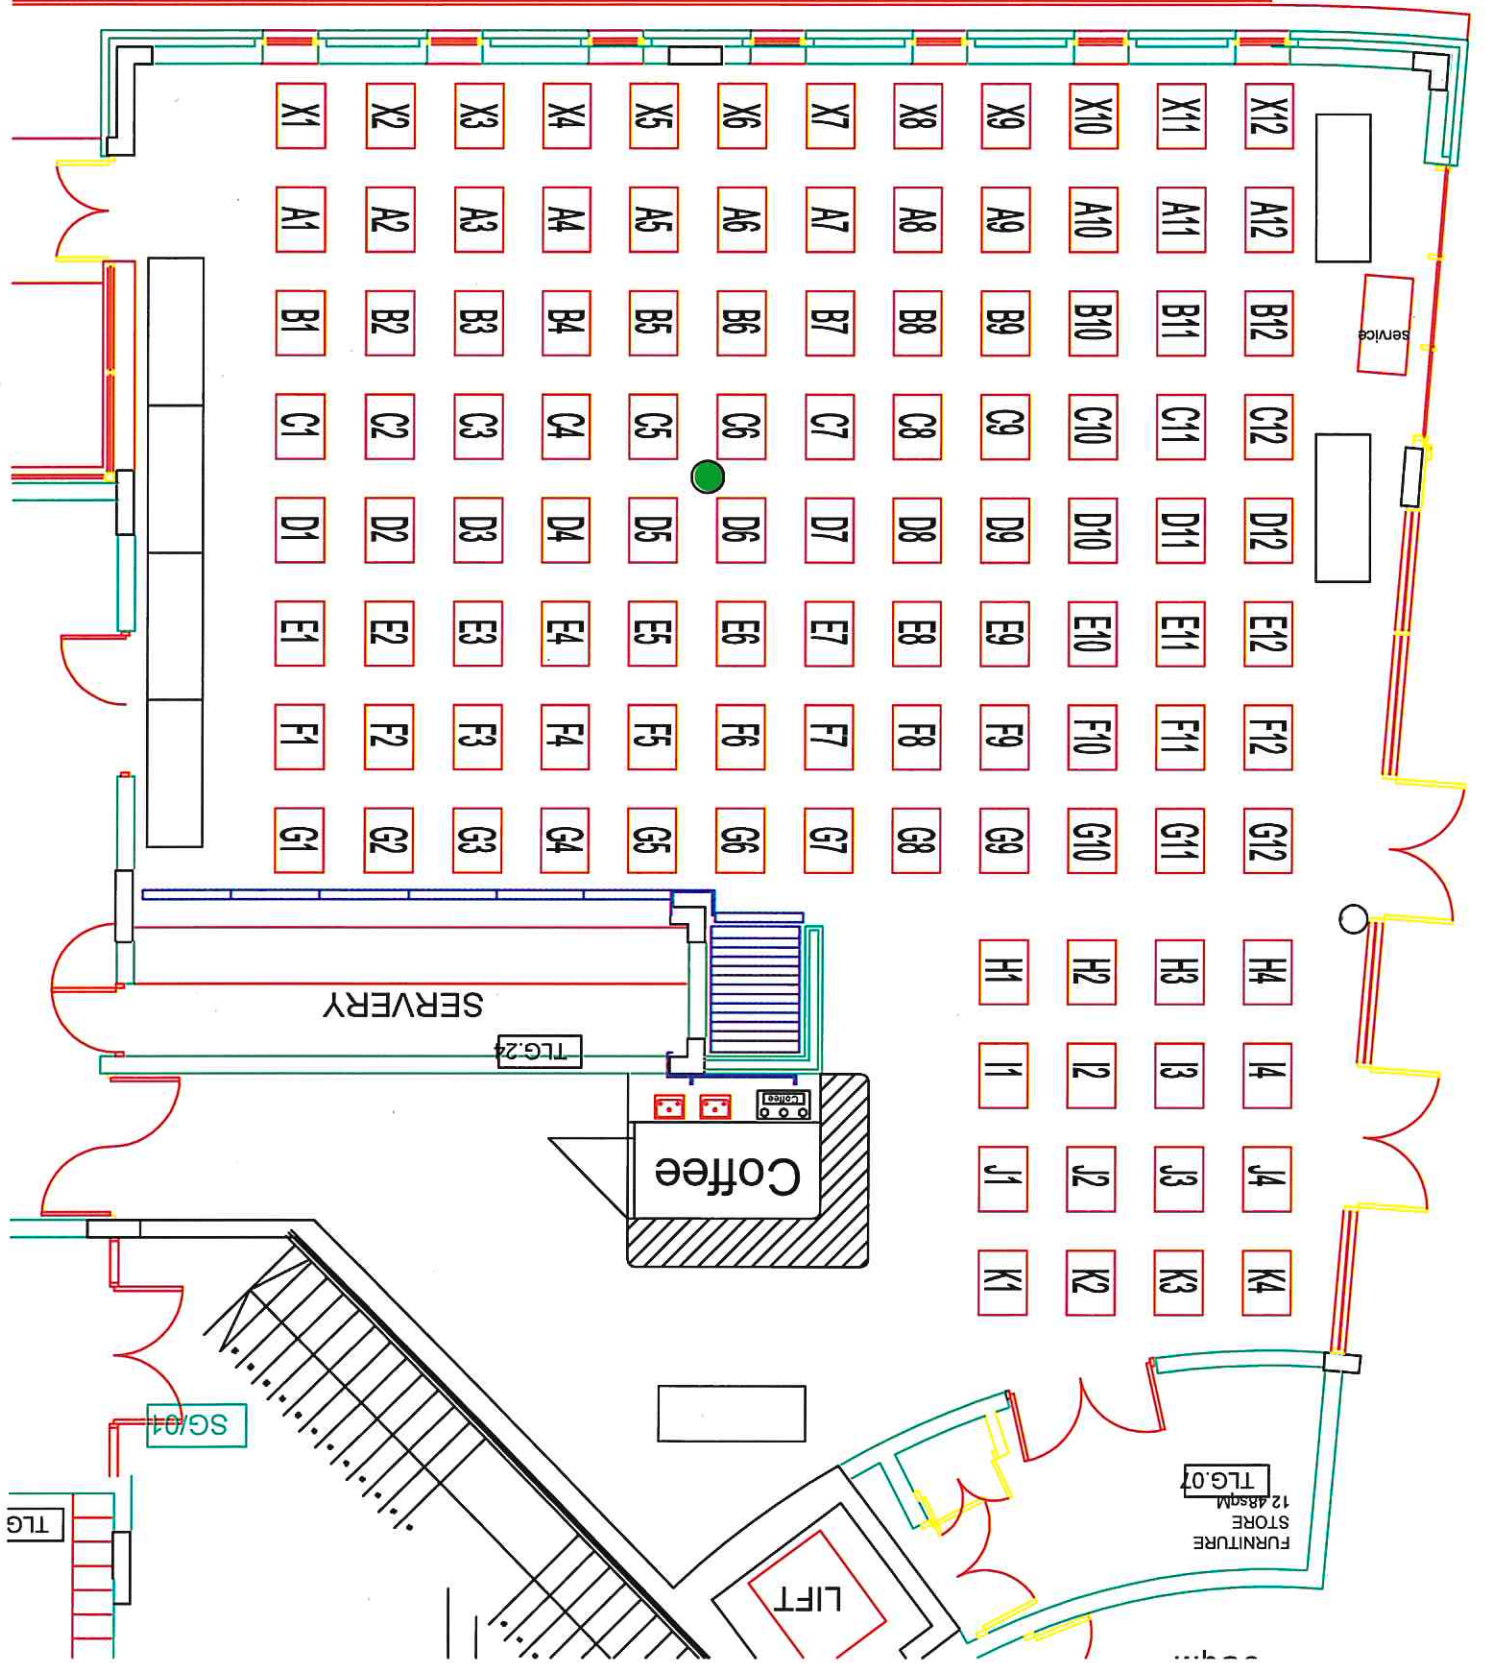 X1 X2 X3 X4 X5 X6 X7 X8 X9 X10 X11 X12
A1 A2 A3 A4 A5 A6 A7 A8 A9 A10 A11 A12
B1 B2 B3 B4 B5 B6 B7 B8 B9 B10 B11 B12
service
C1 C2 C3 C4 C5 C6 C7 C8 C9 C10 C11 C12
D1 D2 D3 D4 D5 D6 D7 D8 D9 D10 D11 D12
E1 E2 E3 E4 E5 E6 E7 E8 E9 E10 E11 E12
F1 F2 F3 F4 F5 F6 F7 F8 F9 F10 F11 F12
G1 G2 G3 G4 G5 G6 G7 G8 G9 G10 G11 G12
H1 H2 H3 H4
SERVERY
TLG.24
I1 I2 I3 I4
Coffee
Coffee
J1 J2 J3 J4
K1 K2 K3 K4
SG/01
TLG
FURNITURE
STORE
12.48sqM
TLG.07
LIFT